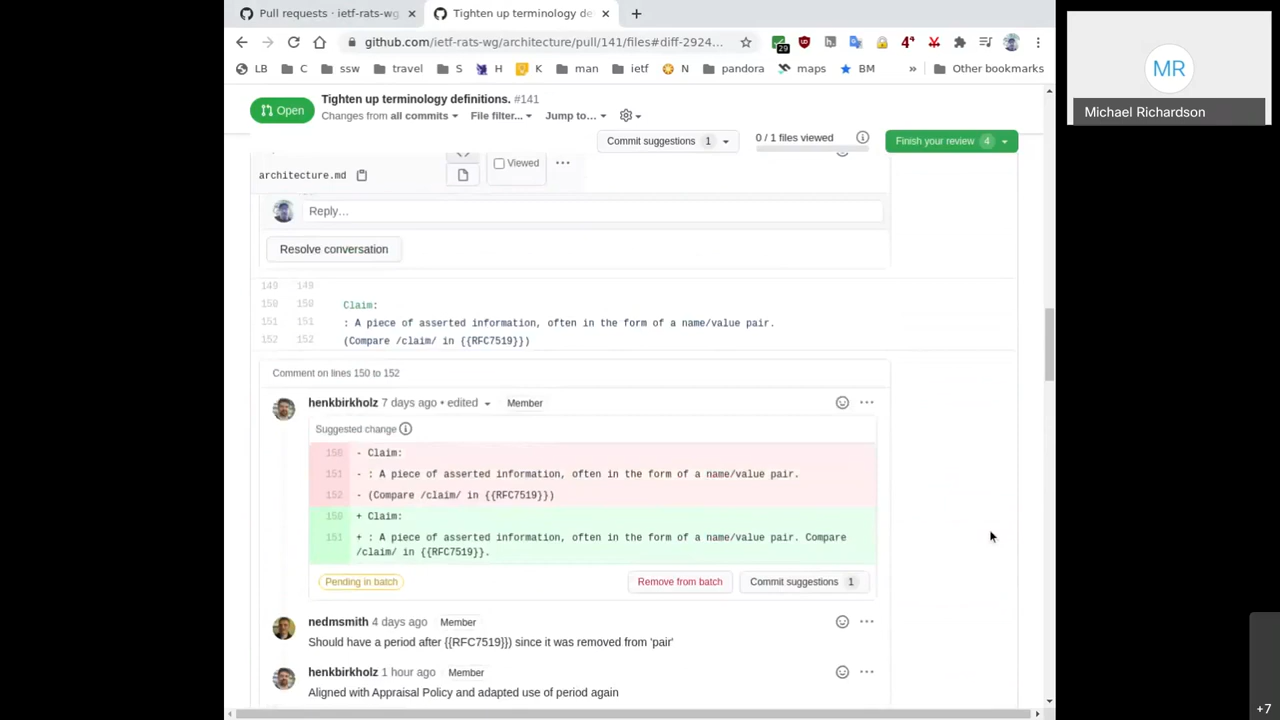 Pull requests · ietf-rats-wg
Tighten up terminology de
github.com/ietf-rats-wg/architecture/pull/141/files#diff-2924...
29
LB
C
ssw
travel
S
H
K
man
ietf
N
pandora
maps
BM
»
Other bookmarks
Open
Tighten up terminology definitions. #141
Changes from all commits
File filter...
Jump to...
Commit suggestions 1
0 / 1 files viewed
Finish your review 4
Viewed
architecture.md
Reply...
Resolve conversation
149 149
150 150 Claim:
151 151 : A piece of asserted information, often in the form of a name/value pair.
152 152 (Compare /claim/ in {{RFC7519}})
Comment on lines 150 to 152
henkbirkholz 7 days ago • edited Member
Suggested change
150 - Claim:
151 - : A piece of asserted information, often in the form of a name/value pair.
152 - (Compare /claim/ in {{RFC7519}})
150 + Claim:
151 + : A piece of asserted information, often in the form of a name/value pair. Compare
/claim/ in {{RFC7519}}.
Pending in batch
Remove from batch
Commit suggestions 1
nedmsmith 4 days ago Member
Should have a period after {{RFC7519}}) since it was removed from 'pair'
henkbirkholz 1 hour ago Member
Aligned with Appraisal Policy and adapted use of period again
MR
Michael Richardson
+7